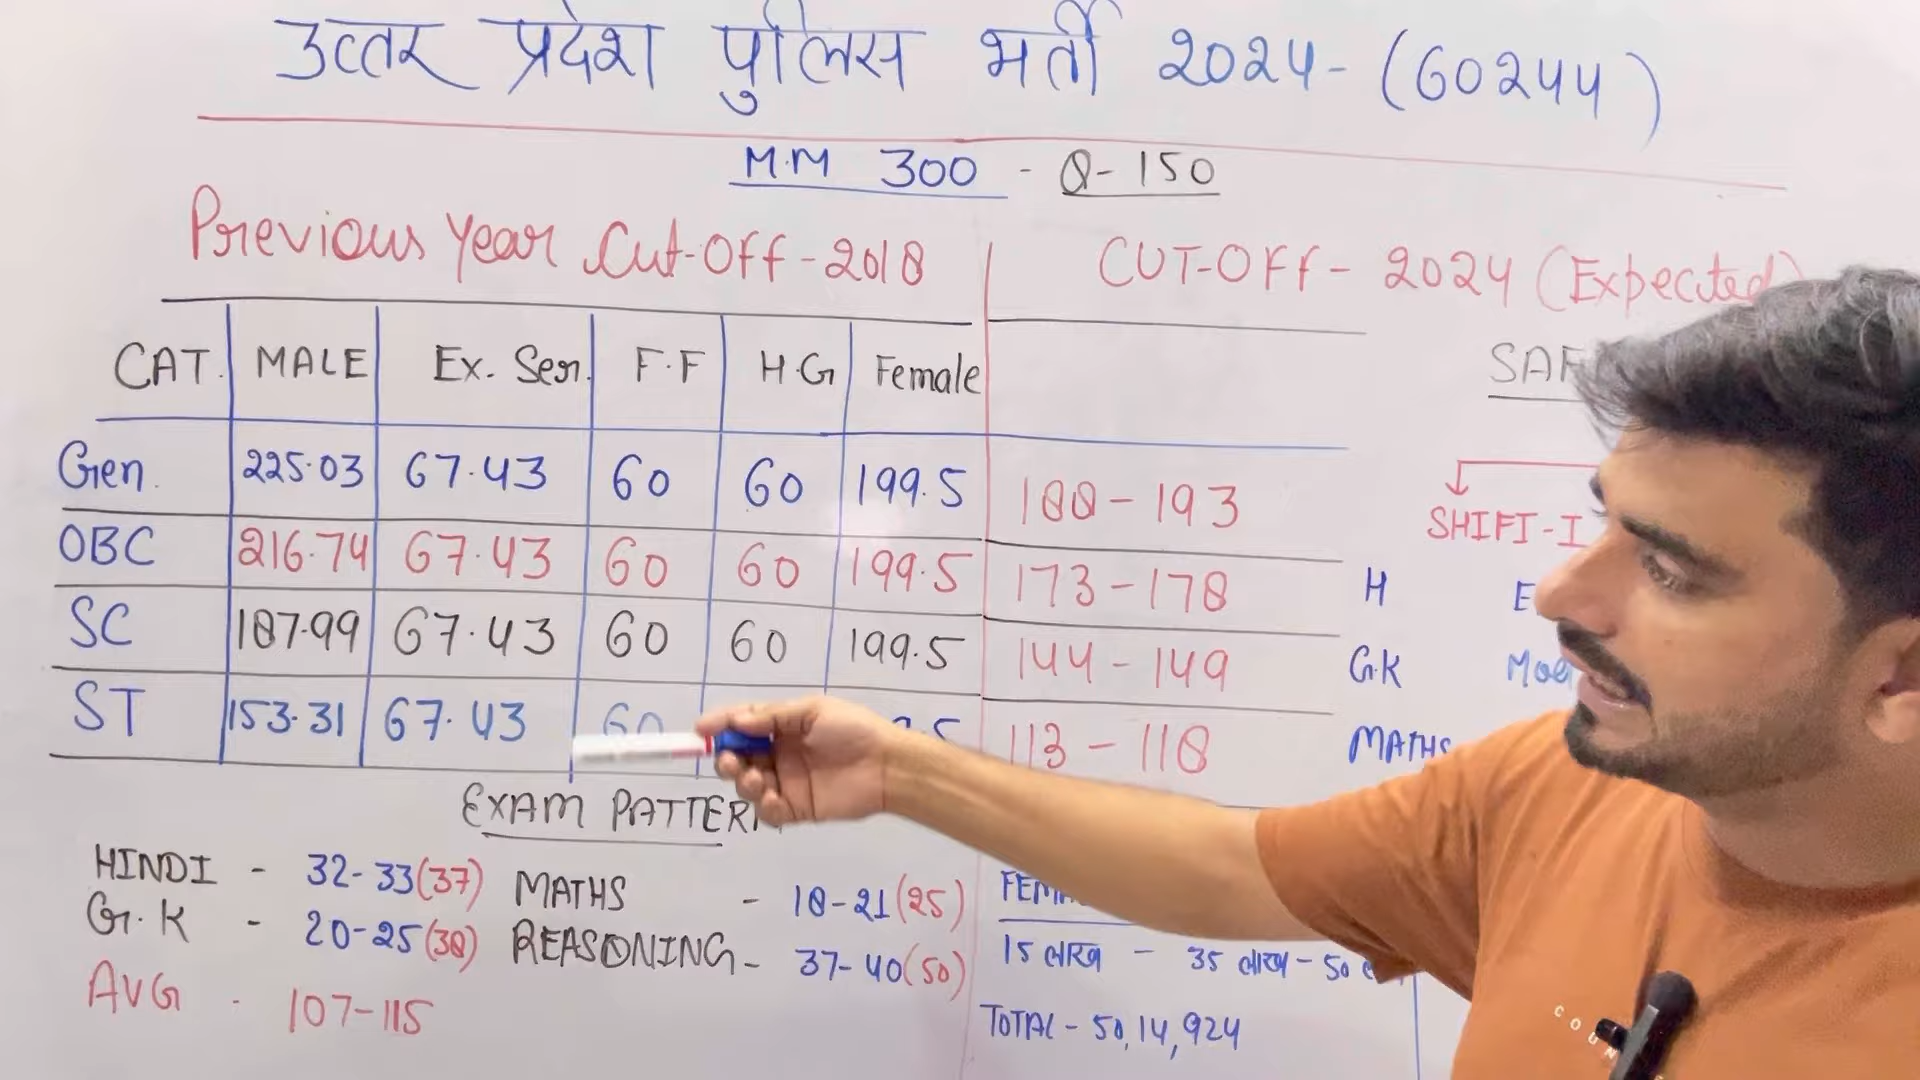 उत्तर प्रदेश पुलिस भर्ती 2024- (60244)
M.M 300 - Q-150
Previous Year Cut-Off-2018
CUT-OFF- 2024 (Expected)
CAT. MALE Ex. Ser. F.F H.G Female
Gen. 225.03 67.43 60 60 199.5 188-193
SHIFT-I
OBC 216.74 67.43 60 60 199.5 173-178 H E
SC 187.99 67.43 60 60 199.5 144-149 G.K
ST 153.31 67.43 60 113-118 MATHS
EXAM PATTERN
HINDI - 32-33(37) MATHS - 18-21(25)
G.K - 20-25(38) REASONING- 37-40(50)
AVG - 107-115
15 लाख - 35 लाख - 50
TOTAL - 50,14,924